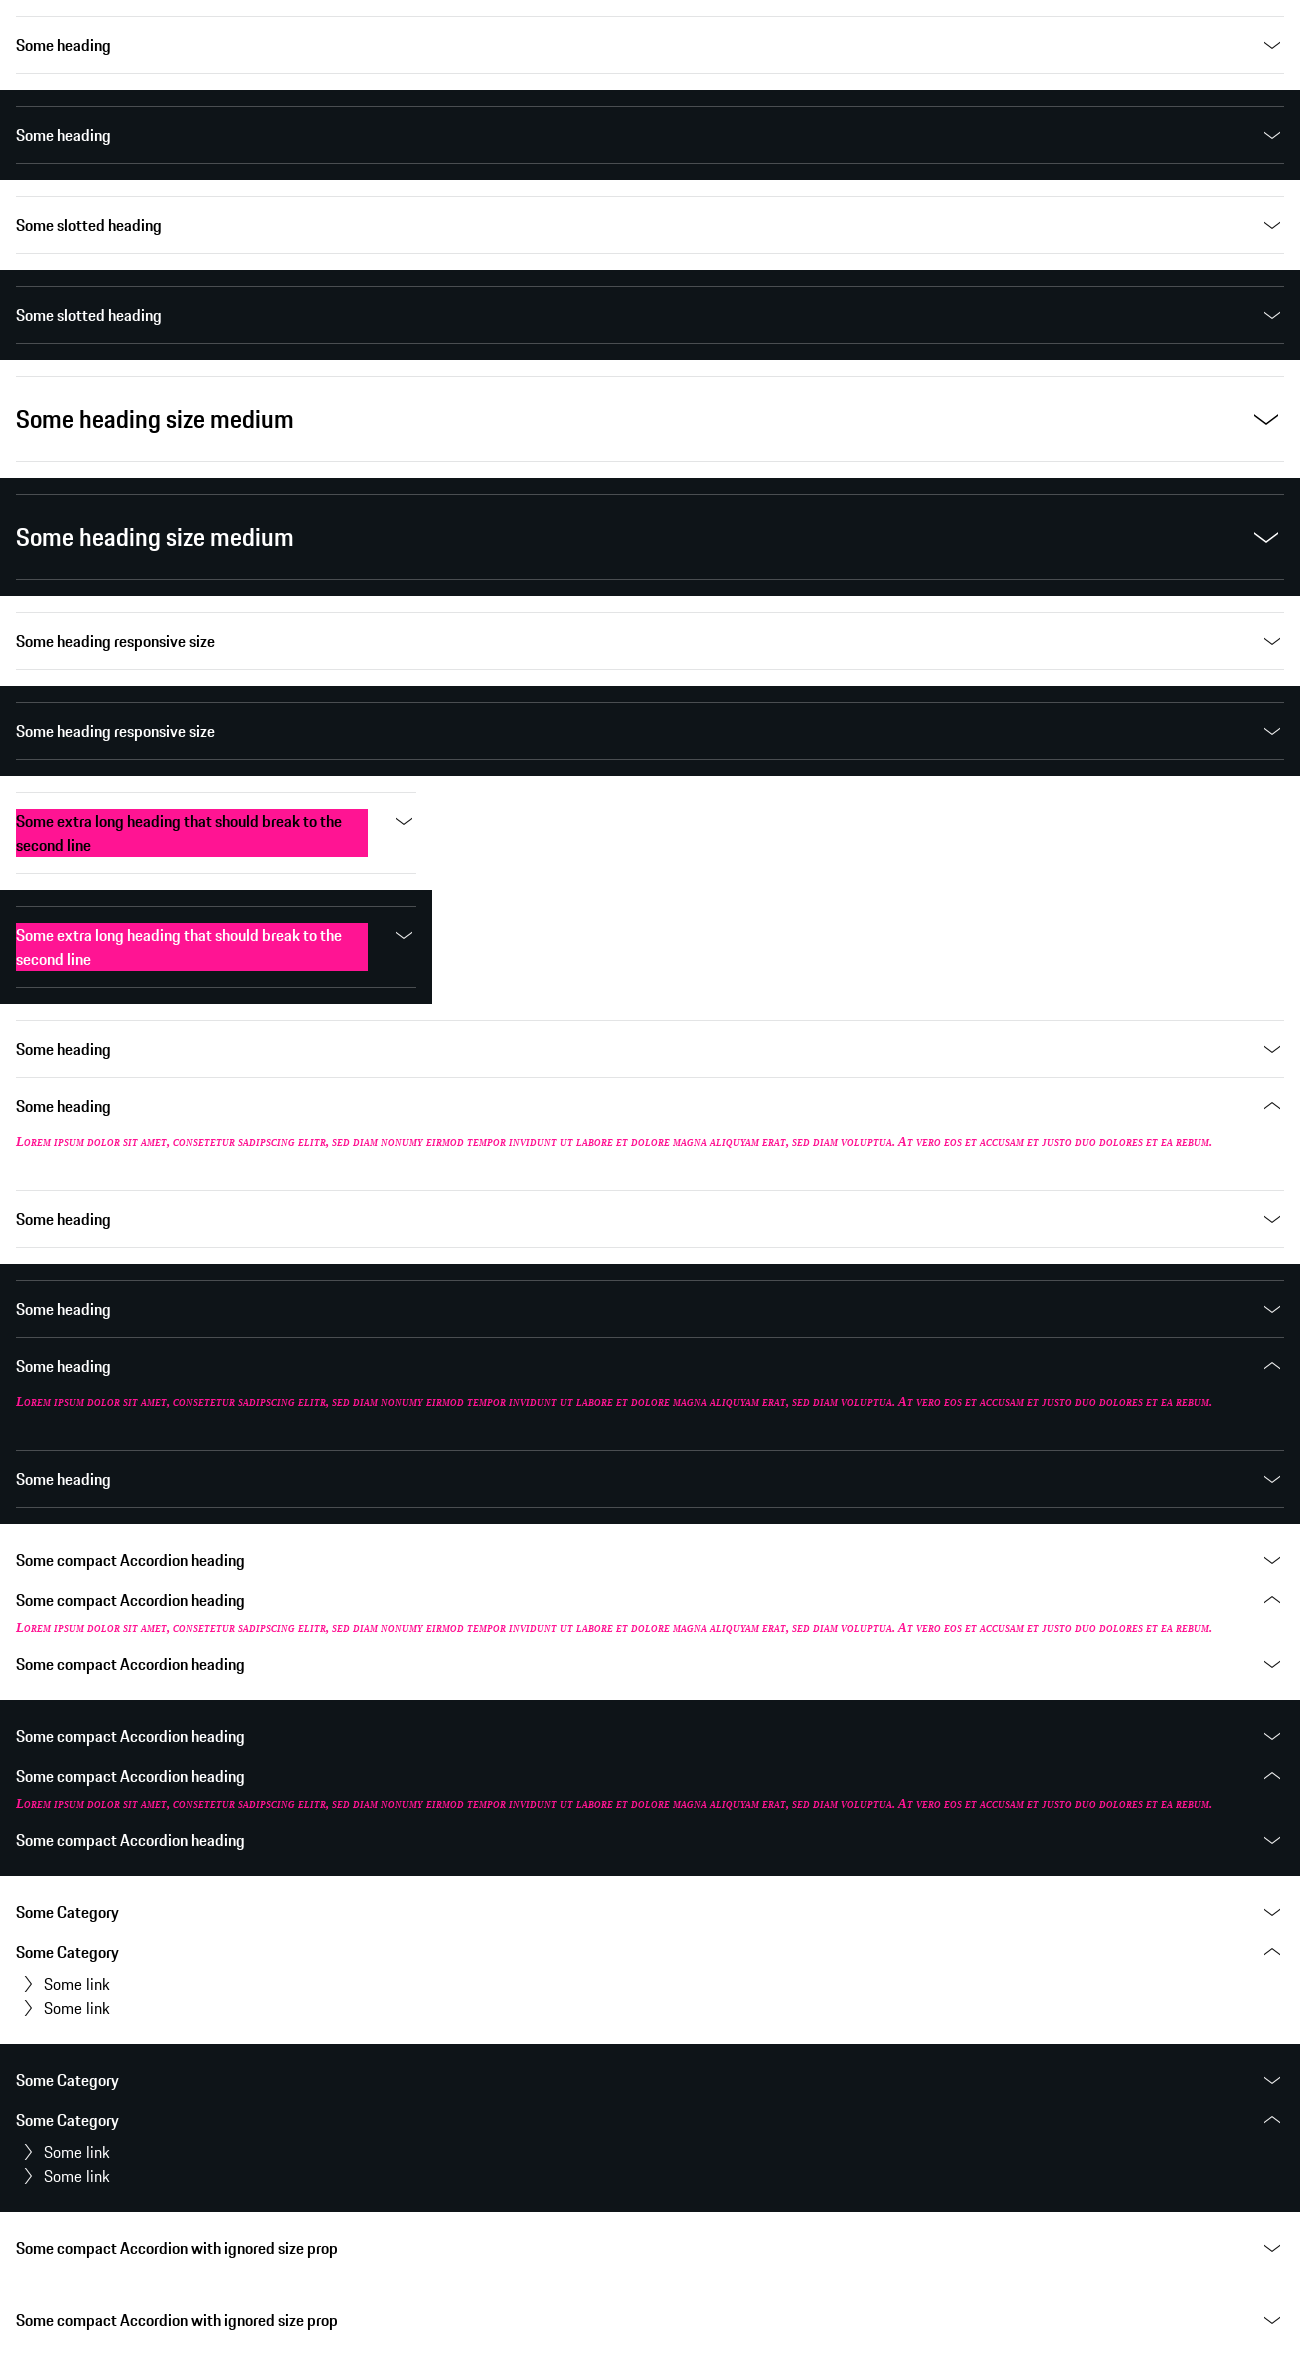 Some heading
Some heading
Some slotted heading
Some slotted heading
Some heading size medium
Some heading size medium
Some heading responsive size
Some heading responsive size
Some extra long heading that should break to the
second line
Some extra long heading that should break to the
second line
Some heading
Some heading
Lorem ipsum dolor sit amet, consetetur sadipscing elitr, sed diam nonumy eirmod tempor invidunt ut labore et dolore magna aliquyam erat, sed diam voluptua. At vero eos et accusam et justo duo dolores et ea rebum.
Some heading
Some heading
Some heading
Lorem ipsum dolor sit amet, consetetur sadipscing elitr, sed diam nonumy eirmod tempor invidunt ut labore et dolore magna aliquyam erat, sed diam voluptua. At vero eos et accusam et justo duo dolores et ea rebum.
Some heading
Some compact Accordion heading
Some compact Accordion heading
Lorem ipsum dolor sit amet, consetetur sadipscing elitr, sed diam nonumy eirmod tempor invidunt ut labore et dolore magna aliquyam erat, sed diam voluptua. At vero eos et accusam et justo duo dolores et ea rebum.
Some compact Accordion heading
Some compact Accordion heading
Some compact Accordion heading
Lorem ipsum dolor sit amet, consetetur sadipscing elitr, sed diam nonumy eirmod tempor invidunt ut labore et dolore magna aliquyam erat, sed diam voluptua. At vero eos et accusam et justo duo dolores et ea rebum.
Some compact Accordion heading
Some Category
Some Category
Some link
Some link
Some Category
Some Category
Some link
Some link
Some compact Accordion with ignored size prop
Some compact Accordion with ignored size prop